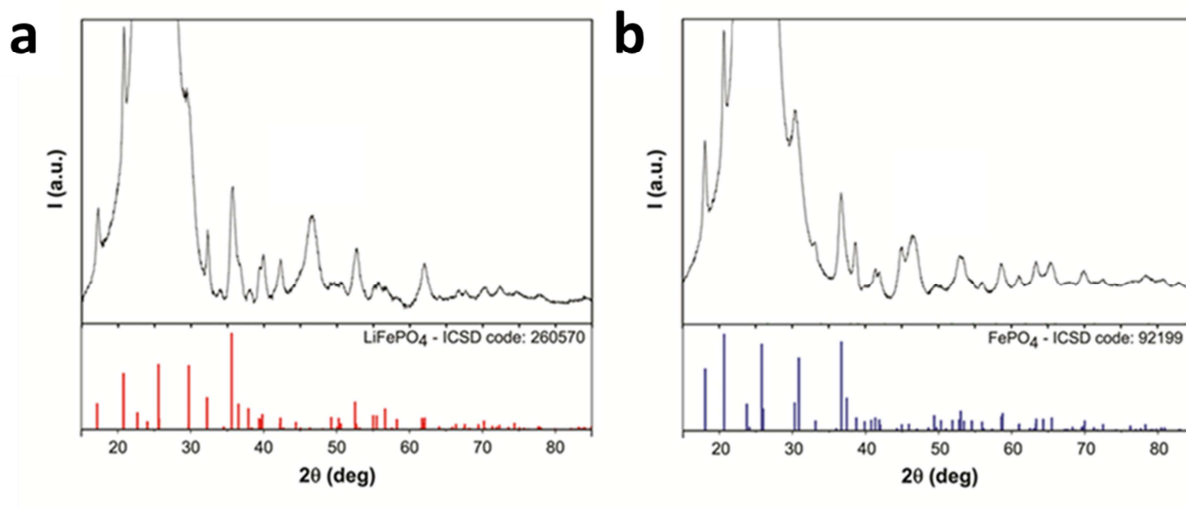 a
I (a.u.)
LiFePO4 - ICSD code: 260570
20 30 40 50 60 70 80
2θ (deg)
b
I (a.u.)
FePO4 - ICSD code: 92199
20 30 40 50 60 70 80
2θ (deg)